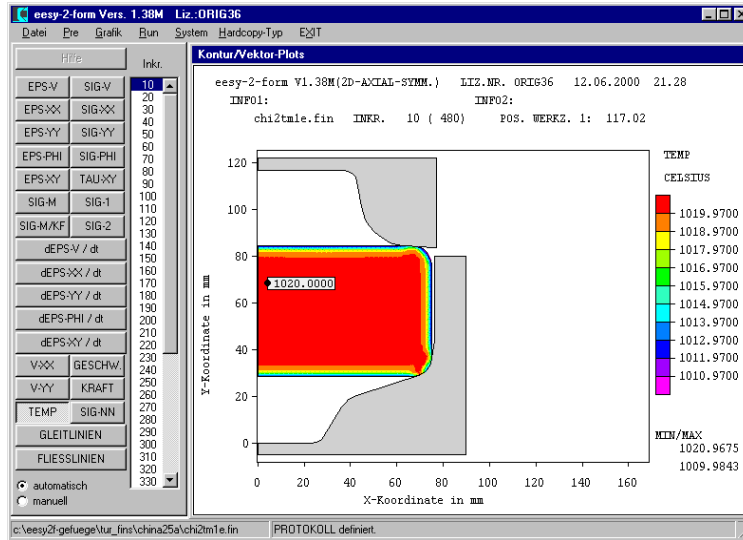 eesy-2-form Vers. 1.38M Liz.:ORIG36
Datei Pre Grafik Run System Hardcopy-Typ EXIT
Hilfe
Inkr.
EPS-V SIG-V
EPS-XX SIG-XX
EPS-YY SIG-YY
EPS-PHI SIG-PHI
EPS-XY TAU-XY
SIG-M SIG-1
SIG-M/KF SIG-2
dEPS-V / dt
dEPS-XX / dt
dEPS-YY / dt
dEPS-PHI / dt
dEPS-XY / dt
V-XX GESCHW.
V-YY KRAFT
TEMP SIG-NN
GLEITLINIEN
FLIESSLINIEN
automatisch
manuell
10
20
30
40
50
60
70
80
90
100
110
120
130
140
150
160
170
180
190
200
210
220
230
240
250
260
270
280
290
300
310
320
330
Kontur/Vektor-Plots
eesy-2-form V1.38M(2D-AXIAL-SYMM.) LIZ.NR. ORIG36 12.06.2000 21.28
INFO1: INFO2:
chi2tm1e.fin INKR. 10 ( 480) POS. WERKZ. 1: 117.02
Y-Koordinate in mm
120
100
80
60
40
20
0
1020.0000
0 20 40 60 80 100 120 140 160
X-Koordinate in mm
TEMP
CELSIUS
1019.9700
1018.9700
1017.9700
1016.9700
1015.9700
1014.9700
1013.9700
1012.9700
1011.9700
1010.9700
MIN/MAX
1020.9675
1009.9843
c:\eesy2f-gefuege\tur_fins\china25a\chi2tm1e.fin PROTOKOLL definiert.